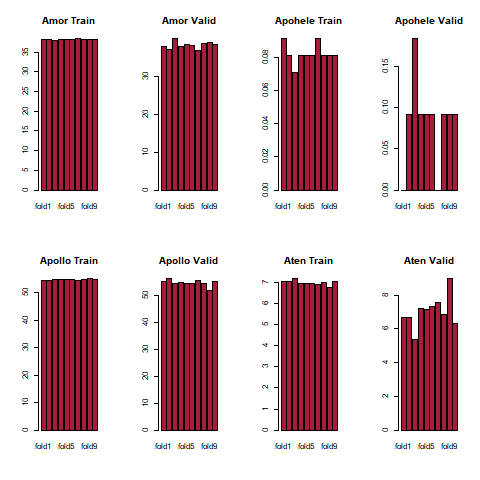 Amor Train
Amor Valid
Apohele Train
Apohele Valid
0 5 10 15 20 25 30 35
0 10 20 30
0.00 0.02 0.04 0.06 0.08
0.00 0.05 0.10 0.15
fold1 fold5 fold9
fold1 fold5 fold9
fold1 fold5 fold9
fold1 fold5 fold9
Apollo Train
Apollo Valid
Aten Train
Aten Valid
0 10 20 30 40 50
0 10 20 30 40 50
0 1 2 3 4 5 6 7
0 2 4 6 8
fold1 fold5 fold9
fold1 fold5 fold9
fold1 fold5 fold9
fold1 fold5 fold9